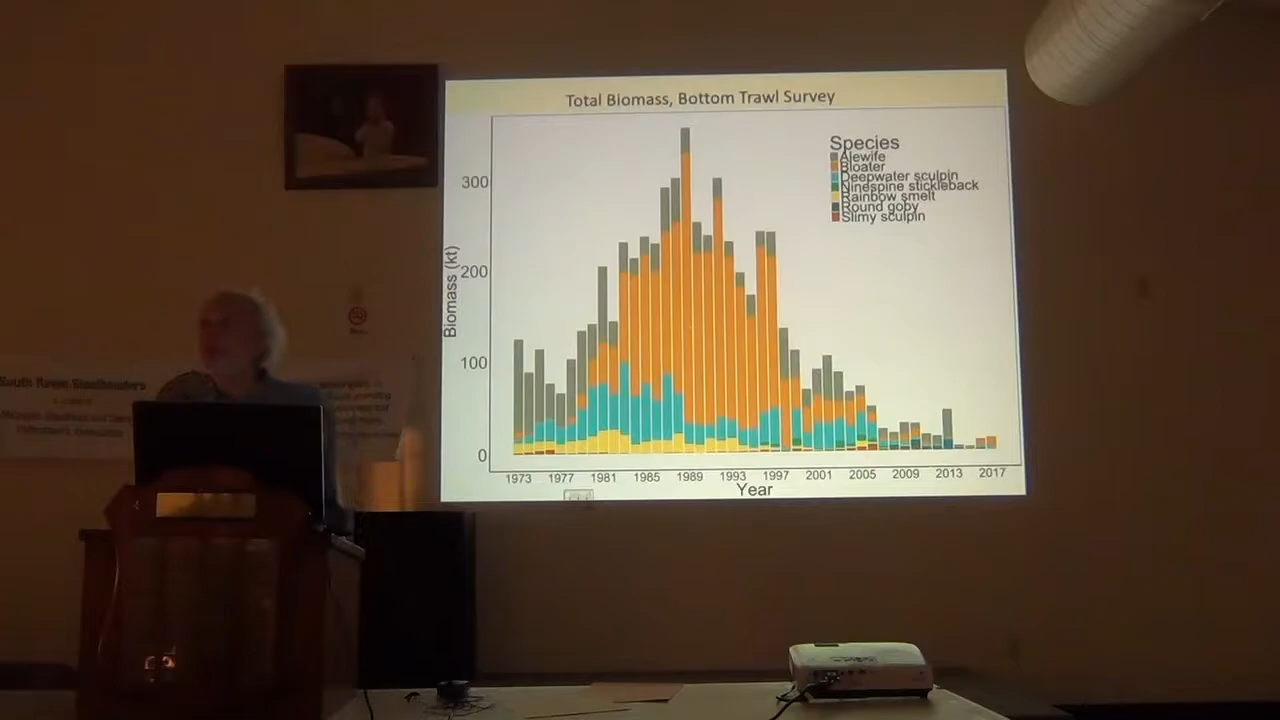 Total Biomass, Bottom Trawl Survey
Species
Alewife
Bloater
Deepwater sculpin
Ninespine stickleback
Rainbow smelt
Round goby
Slimy sculpin
300
200
100
0
Biomass (kt)
1973 1977 1981 1985 1989 1993 1997 2001 2005 2009 2013 2017
Year
South Haven Steelheaders